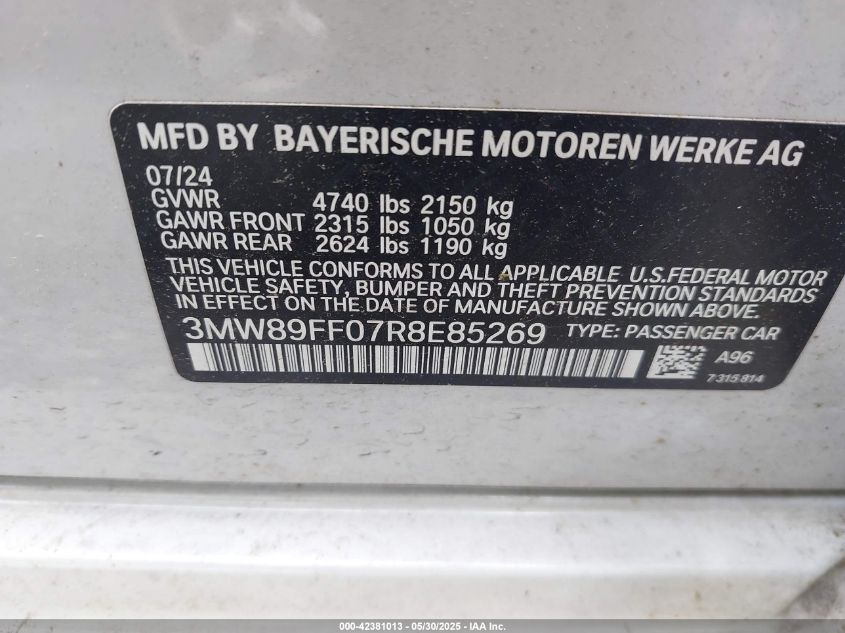 MFD BY BAYERISCHE MOTOREN WERKE AG
07/24
GVWR 4740 lbs 2150 kg
GAWR FRONT 2315 lbs 1050 kg
GAWR REAR 2624 lbs 1190 kg
THIS VEHICLE CONFORMS TO ALL APPLICABLE U.S.FEDERAL MOTOR
VEHICLE SAFETY, BUMPER AND THEFT PREVENTION STANDARDS
IN EFFECT ON THE DATE OF MANUFACTURE SHOWN ABOVE.
3MW89FF07R8E85269 TYPE: PASSENGER CAR
A96
7 315 814
000-42381013 — 05/30/2025 — IAA Inc.